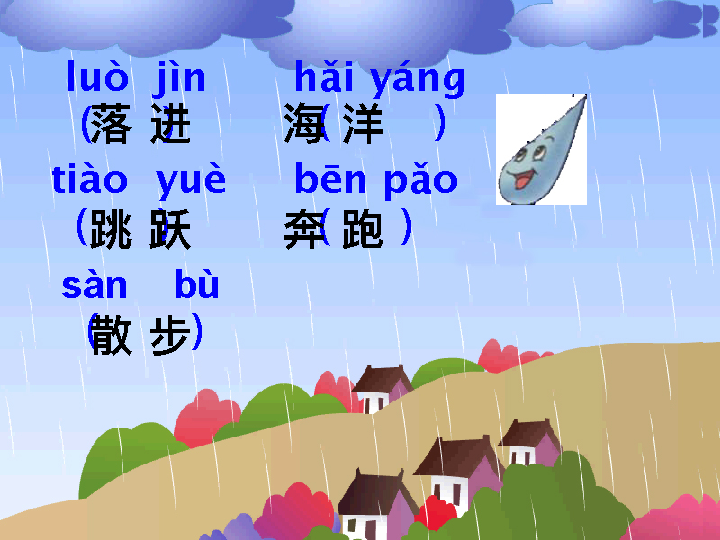 luò jìn hǎi yáng
(落 进) 海(洋 )
tiào yuè bēn pǎo
(跳 跃) 奔(跑 )
sàn bù
(散 步)